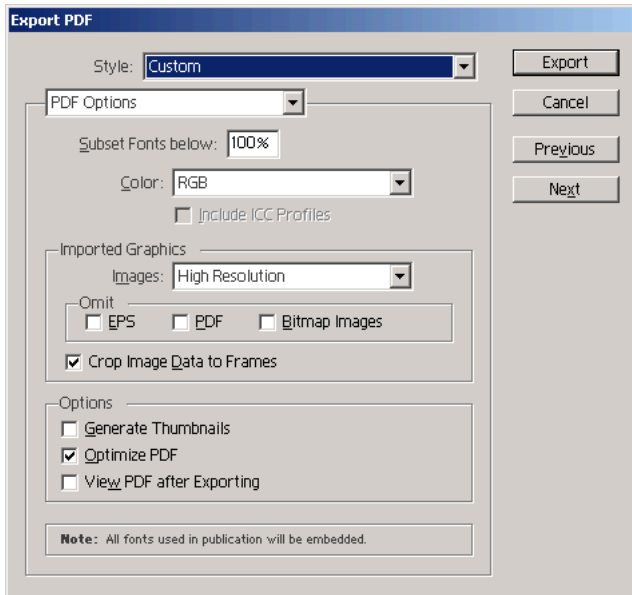 Export PDF
Style: Custom
Export
PDF Options
Cancel
Subset Fonts below: 100%
Previous
Color: RGB
Next
Include ICC Profiles
Imported Graphics
Images: High Resolution
Omit
EPS PDF Bitmap Images
Crop Image Data to Frames
Options
Generate Thumbnails
Optimize PDF
View PDF after Exporting
Note: All fonts used in publication will be embedded.